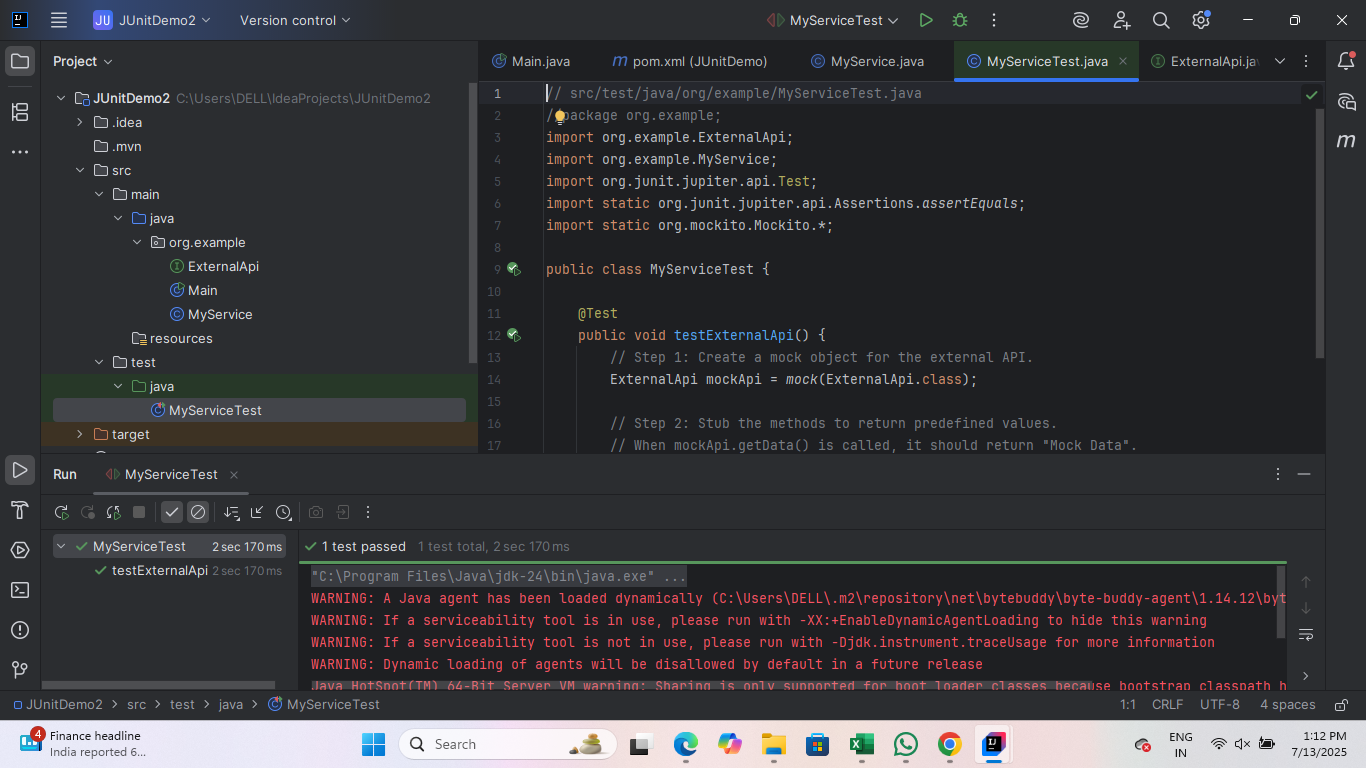 JU JUnitDemo2 Version control MyServiceTest
Project
JUnitDemo2 C:\Users\DELL\IdeaProjects\JUnitDemo2
.idea
.mvn
src
main
java
org.example
ExternalApi
Main
MyService
resources
test
java
MyServiceTest
target
Main.java pom.xml (JUnitDemo) MyService.java MyServiceTest.java ExternalApi.ja
1 // src/test/java/org/example/MyServiceTest.java
2 / package org.example;
3 import org.example.ExternalApi;
4 import org.example.MyService;
5 import org.junit.jupiter.api.Test;
6 import static org.junit.jupiter.api.Assertions.assertEquals;
7 import static org.mockito.Mockito.*;
8
9 public class MyServiceTest {
10
11 @Test
12 public void testExternalApi() {
13 // Step 1: Create a mock object for the external API.
14 ExternalApi mockApi = mock(ExternalApi.class);
15
16 // Step 2: Stub the methods to return predefined values.
17 // When mockApi.getData() is called, it should return "Mock Data".
Run MyServiceTest
MyServiceTest 2 sec 170 ms
testExternalApi 2 sec 170 ms
1 test passed 1 test total, 2 sec 170 ms
"C:\Program Files\Java\jdk-24\bin\java.exe" ...
WARNING: A Java agent has been loaded dynamically (C:\Users\DELL\.m2\repository\net\bytebuddy\byte-buddy-agent\1.14.12\byt
WARNING: If a serviceability tool is in use, please run with -XX:+EnableDynamicAgentLoading to hide this warning
WARNING: If a serviceability tool is not in use, please run with -Djdk.instrument.traceUsage for more information
WARNING: Dynamic loading of agents will be disallowed by default in a future release
Java HotSpot(TM) 64-Bit Server VM warning: Sharing is only supported for boot loader classes because bootstrap classpath h
JUnitDemo2 > src > test > java > MyServiceTest 1:1 CRLF UTF-8 4 spaces
4 Finance headline
India reported 6...
Search
ENG
IN
1:12 PM
7/13/2025